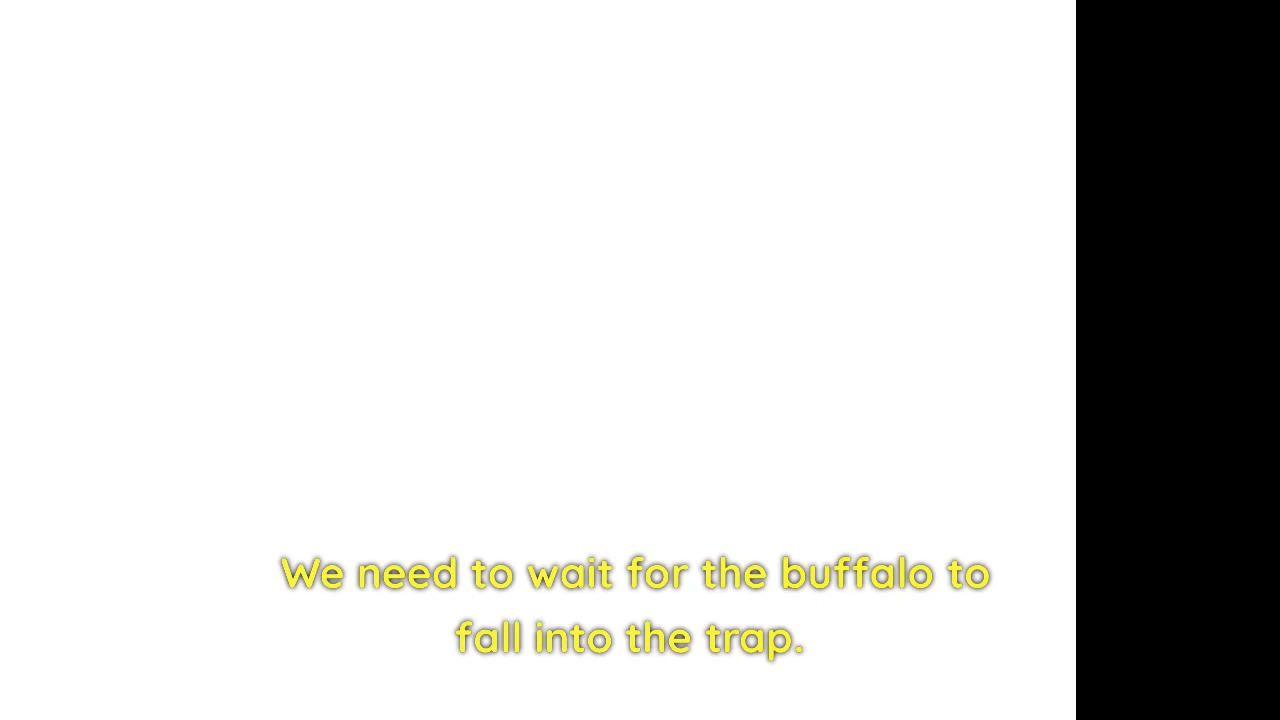 We need to wait for the buffalo to
fall into the trap.